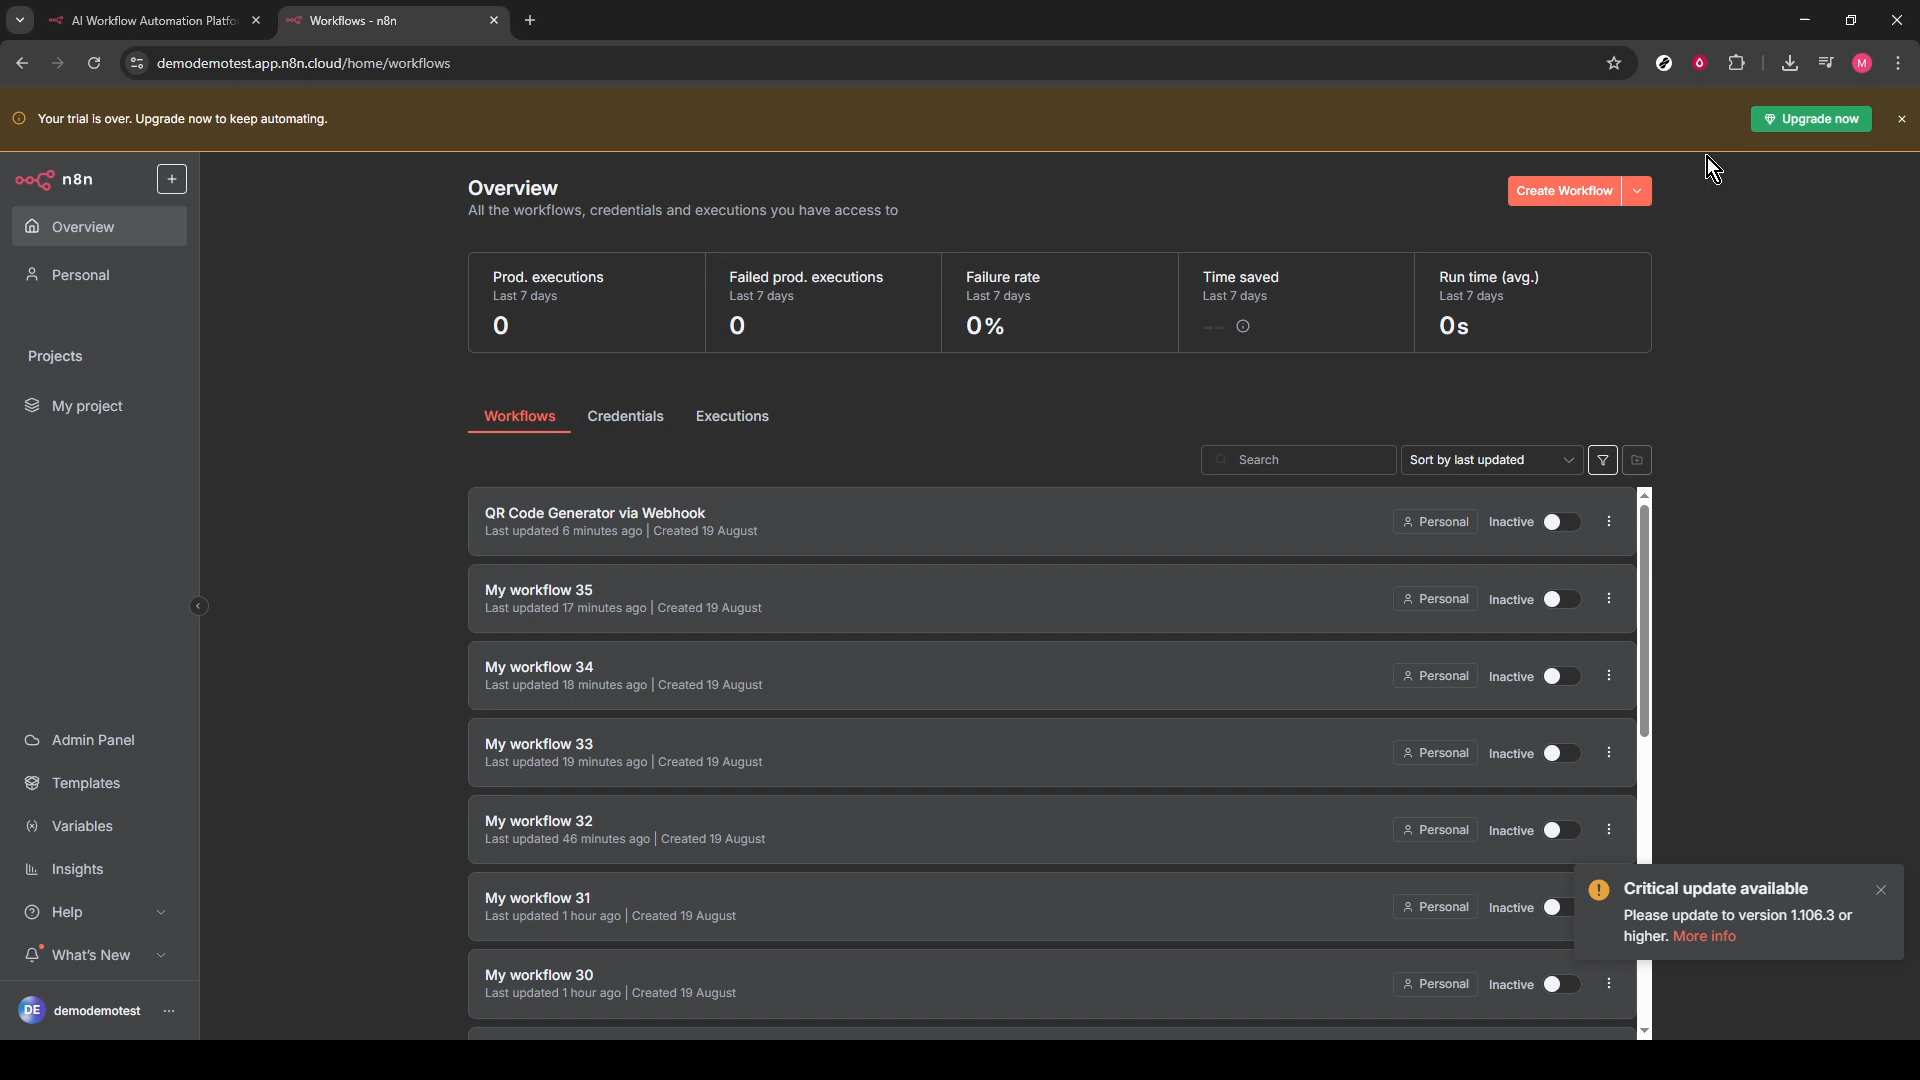 AI Workflow Automation Platfo
Workflows - n8n
demodemotest.app.n8n.cloud/home/workflows
M
Your trial is over. Upgrade now to keep automating.
Upgrade now
n8n
Overview
Personal
Projects
My project
Admin Panel
Templates
Variables
Insights
Help
What's New
DE demodemotest
Overview
All the workflows, credentials and executions you have access to
Create Workflow
Prod. executions
Last 7 days
0
Failed prod. executions
Last 7 days
0
Failure rate
Last 7 days
0%
Time saved
Last 7 days
--
Run time (avg.)
Last 7 days
0s
Workflows Credentials Executions
Search Sort by last updated
QR Code Generator via Webhook
Last updated 6 minutes ago | Created 19 August
Personal Inactive
My workflow 35
Last updated 17 minutes ago | Created 19 August
Personal Inactive
My workflow 34
Last updated 18 minutes ago | Created 19 August
Personal Inactive
My workflow 33
Last updated 19 minutes ago | Created 19 August
Personal Inactive
My workflow 32
Last updated 46 minutes ago | Created 19 August
Personal Inactive
My workflow 31
Last updated 1 hour ago | Created 19 August
Personal Inactive
My workflow 30
Last updated 1 hour ago | Created 19 August
Personal Inactive
Critical update available
Please update to version 1.106.3 or
higher. More info